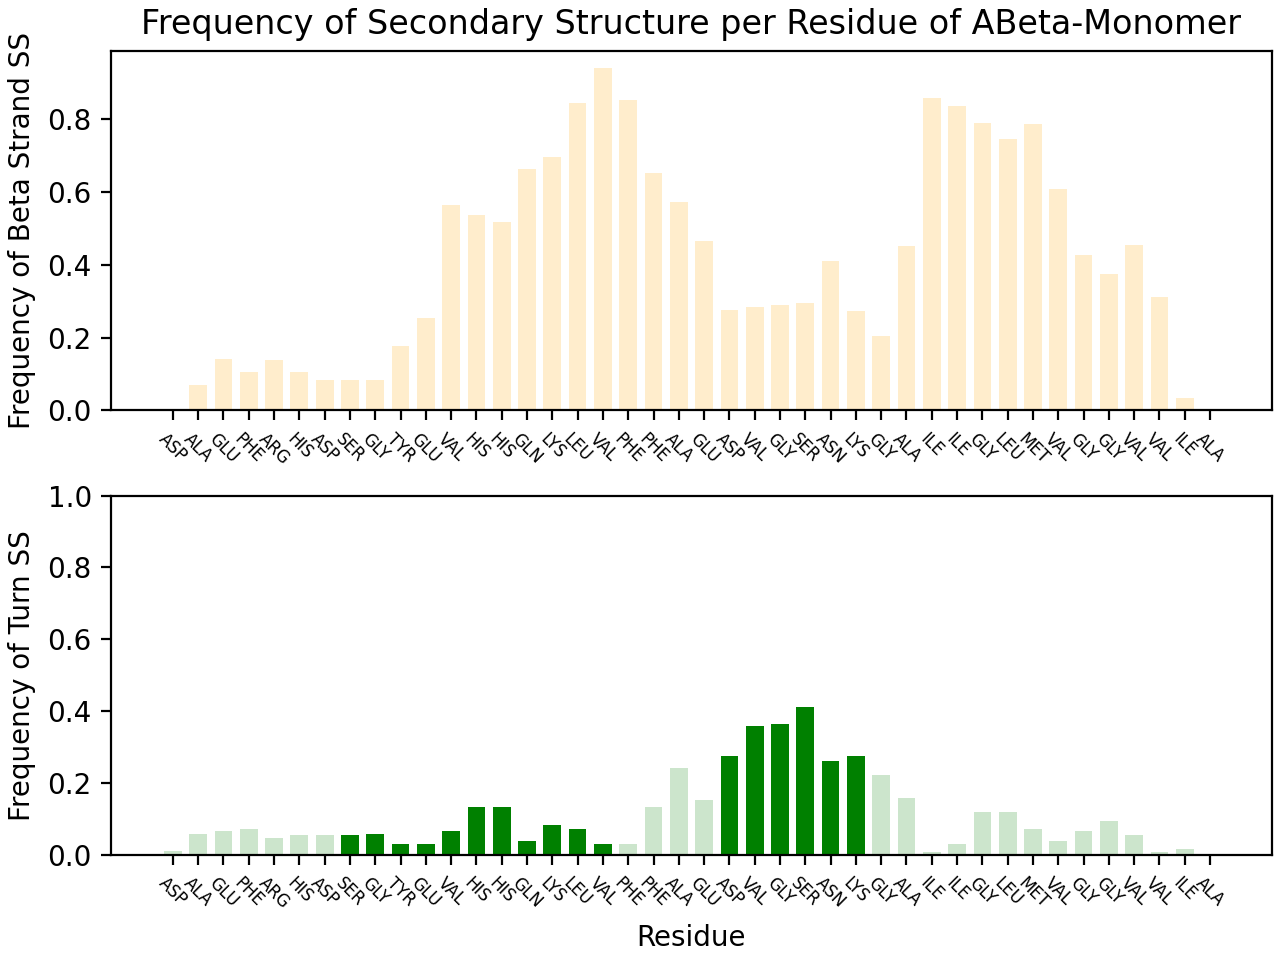 Frequency of Secondary Structure per Residue of ABeta-Monomer
Frequency of Beta Strand SS
0.8
0.6
0.4
0.2
0.0
ASP ALA GLU PHE ARG HIS ASP SER GLY TYR GLU VAL HIS HIS GLN LYS LEU VAL PHE PHE ALA GLU ASP VAL GLY SER ASN LYS GLY ALA ILE ILE GLY LEU MET VAL GLY GLY VAL VAL ILE ALA
Frequency of Turn SS
1.0
0.8
0.6
0.4
0.2
0.0
ASP ALA GLU PHE ARG HIS ASP SER GLY TYR GLU VAL HIS HIS GLN LYS LEU VAL PHE PHE ALA GLU ASP VAL GLY SER ASN LYS GLY ALA ILE ILE GLY LEU MET VAL GLY GLY VAL VAL ILE ALA
Residue